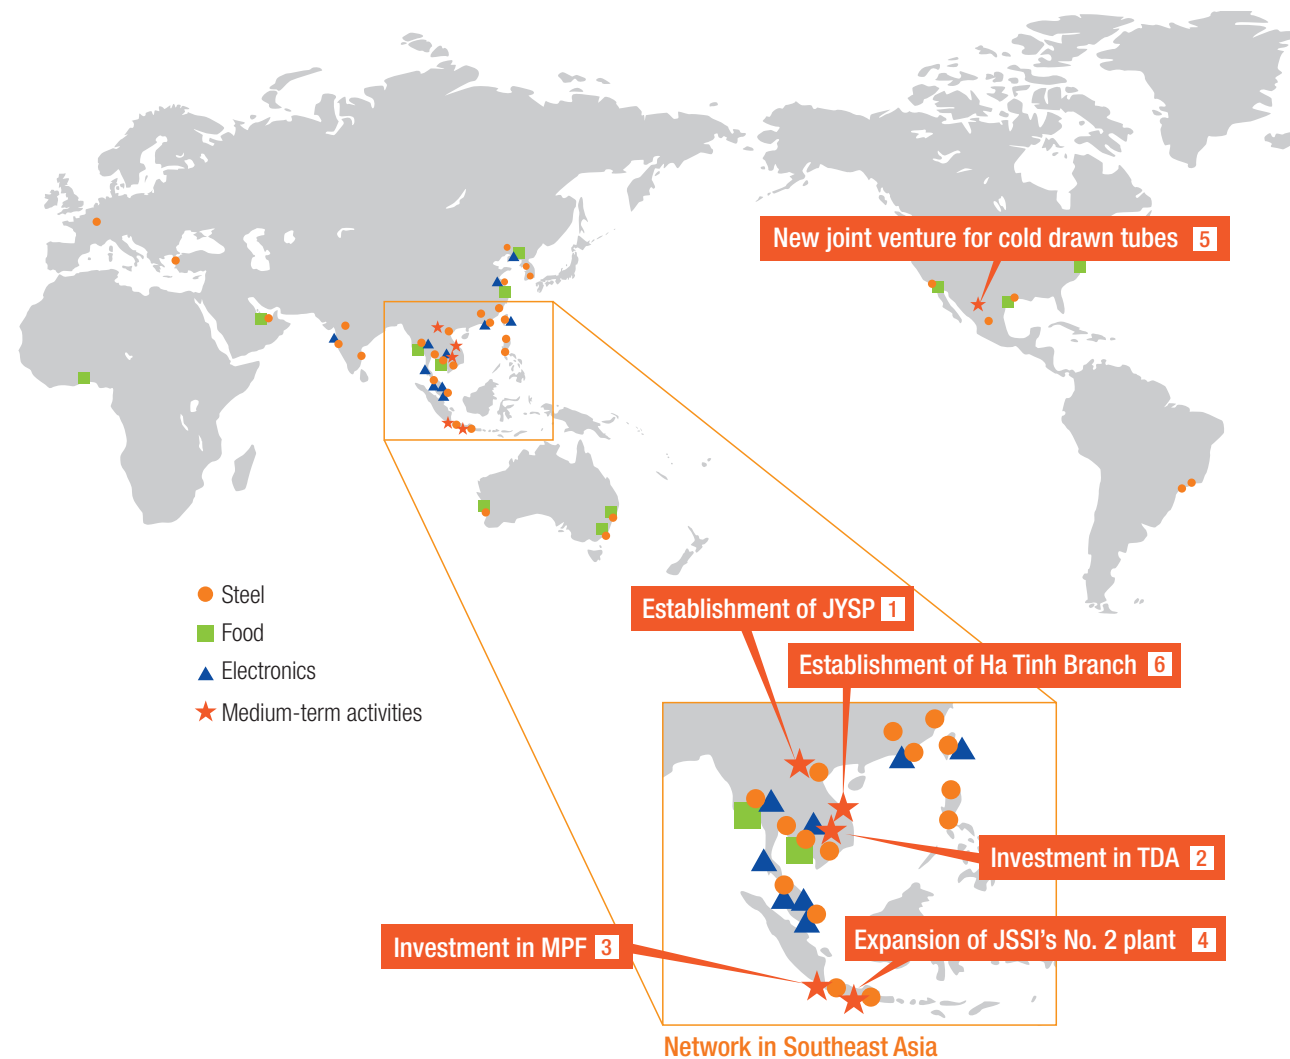 New joint venture for cold drawn tubes 5
Steel
Food
Electronics
Medium-term activities
Establishment of JYSP 1
Establishment of Ha Tinh Branch 6
Investment in TDA 2
Investment in MPF 3
Expansion of JSSI's No. 2 plant 4
Network in Southeast Asia